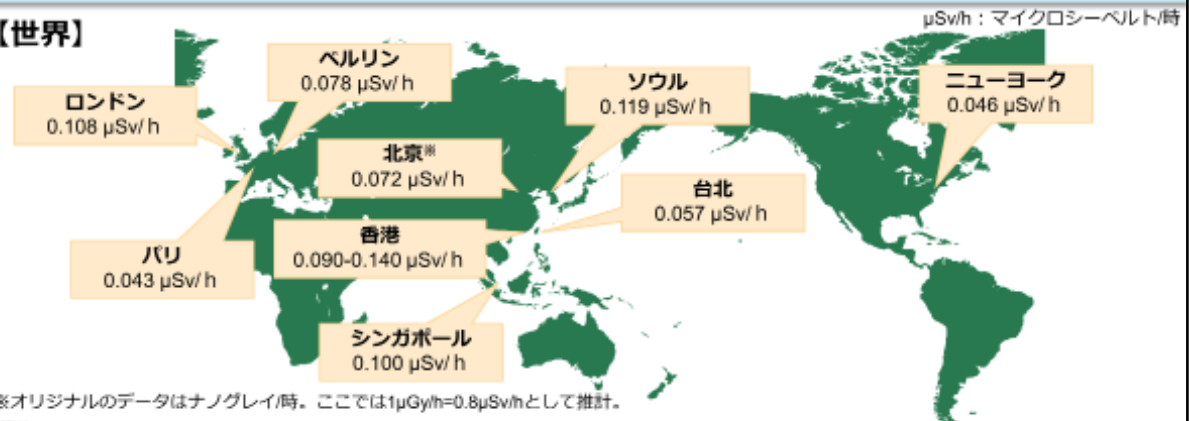 【世界】
μSv/h：マイクロシーベルト/時
ベルリン
0.078 μSv/ h
ロンドン
0.108 μSv/ h
ソウル
0.119 μSv/ h
ニューヨーク
0.046 μSv/ h
北京※
0.072 μSv/ h
台北
0.057 μSv/ h
香港
0.090-0.140 μSv/ h
パリ
0.043 μSv/ h
シンガポール
0.100 μSv/ h
※オリジナルのデータはナノグレイ/時。ここでは1μGy/h=0.8μSv/hとして推計。